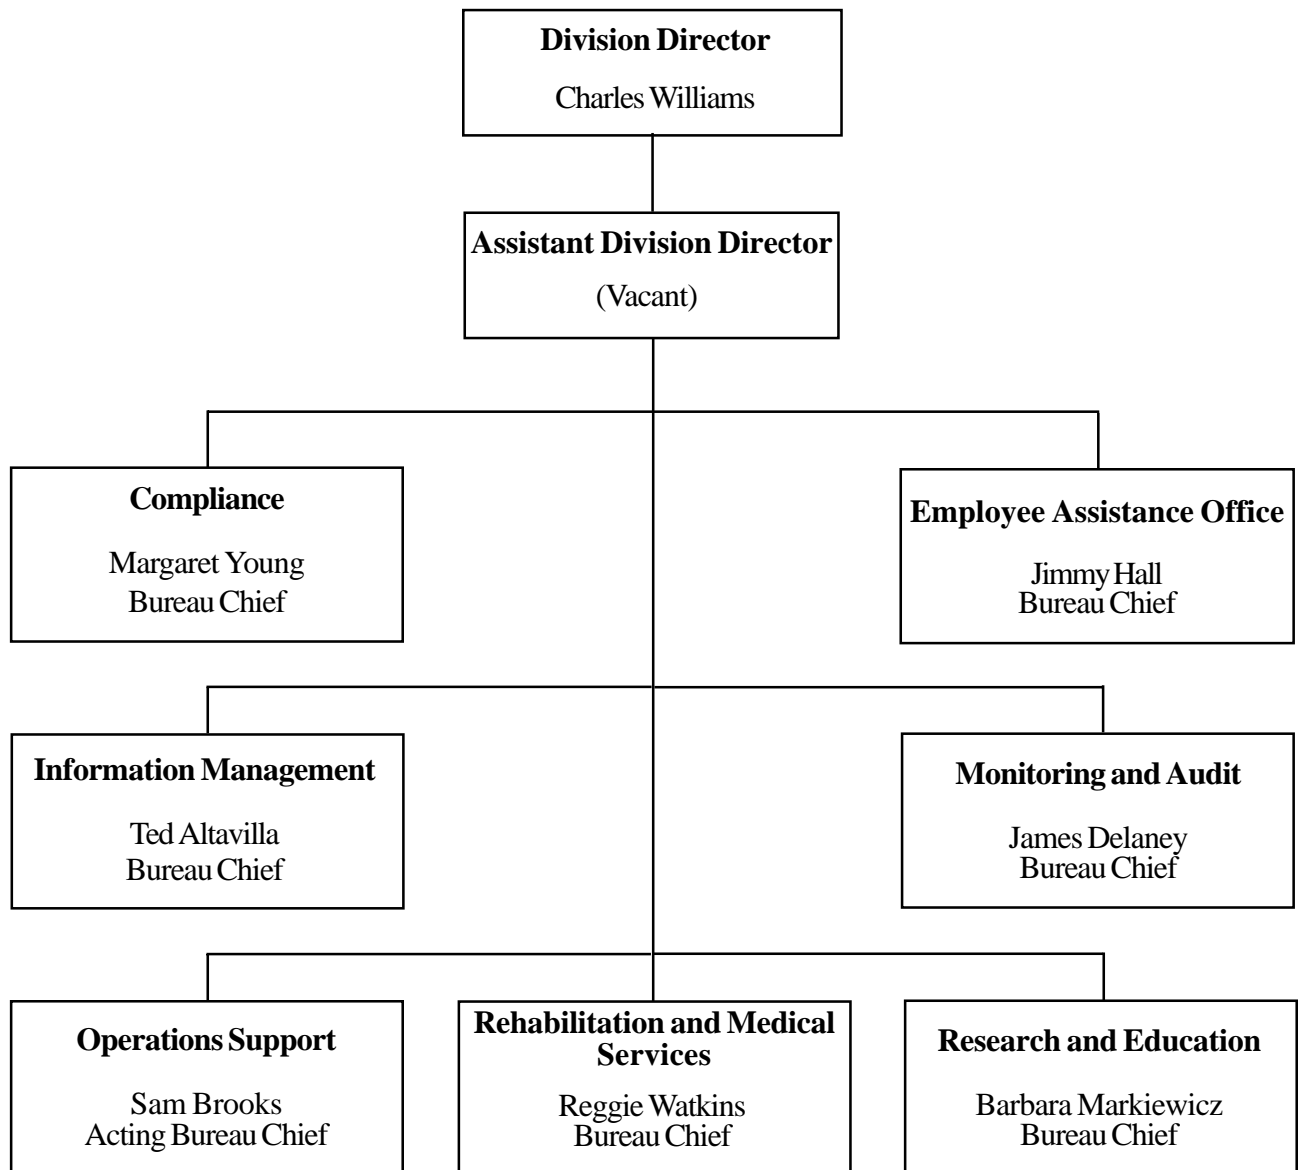 Division Director
Charles Williams
Assistant Division Director
(Vacant)
Compliance
Margaret Young
Bureau Chief
Employee Assistance Office
Jimmy Hall
Bureau Chief
Information Management
Ted Altavilla
Bureau Chief
Monitoring and Audit
James Delaney
Bureau Chief
Operations Support
Sam Brooks
Acting Bureau Chief
Rehabilitation and Medical
Services
Reggie Watkins
Bureau Chief
Research and Education
Barbara Markiewicz
Bureau Chief